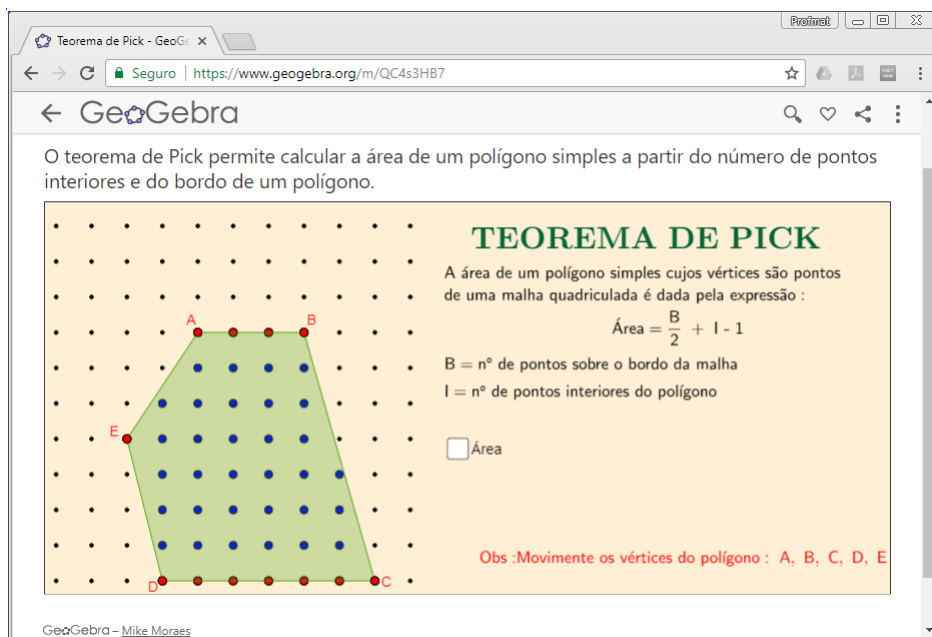 Profmat
Teorema de Pick - GeoGe
Seguro | https://www.geogebra.org/m/QC4s3HB7
GeoGebra
O teorema de Pick permite calcular a área de um polígono simples a partir do número de pontos
interiores e do bordo de um polígono.
TEOREMA DE PICK
A área de um polígono simples cujos vértices são pontos
de uma malha quadriculada é dada pela expressão :
Área = B/2 + I - 1
B = nº de pontos sobre o bordo da malha
I = nº de pontos interiores do polígono
Área
Obs :Movimente os vértices do polígono : A, B, C, D, E
A
B
E
D
C
GeoGebra – Mike Moraes